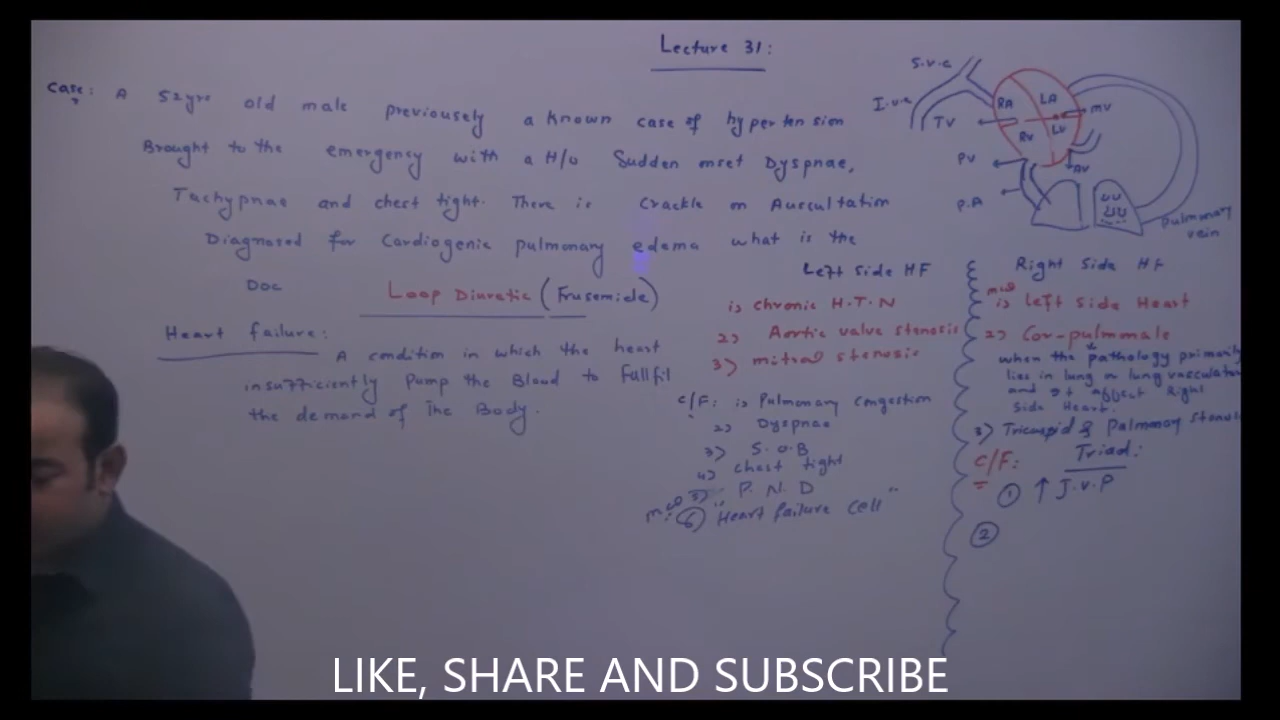 Lecture 31:
Case: A 52yrs old male previousely a known case of hypertension
Brought to the emergency with a H/o Sudden onset Dyspnae,
Tachypnae and chest tight. There is Crackle on Auscultation
Diagnosed for Cardiogenic pulmonary edema what is the
DOC
Loop Diuretic (Frusemide)
Heart failure:
A condition in which the heart
insufficiently Pump the Blood to Fullfil
the demand of The Body.
S.V.C
I.V.C
RA
LA
MV
TV
RV
LV
PV
AV
P.A
Pulmonary
vein
Left side HF
1) chronic H.T.N
2) Aortic valve stenosis
3) mitral stenosis
C/F: 1) Pulmonary congestion
2) Dyspnae
3) S.O.B
4) chest tight
5) P.N.D
6) "Heart failure cell"
Right Side HF
1) left side Heart
2) Cor-pulmonale
when the pathology primarily
lies in lung or lung vasculature
and it affect Right
Side Heart.
3) Tricuspid & Pulmonary stenosis
C/F: Triad:
① ↑ J.V.P
②
LIKE, SHARE AND SUBSCRIBE